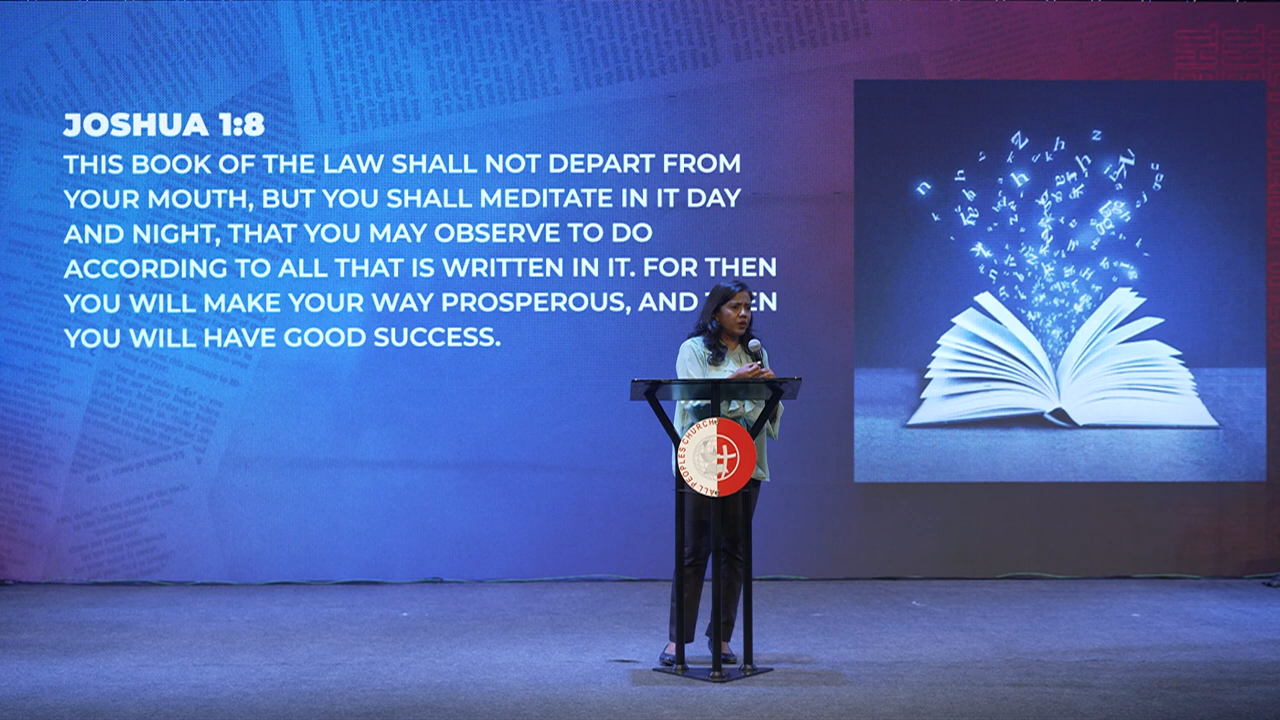 JOSHUA 1:8
THIS BOOK OF THE LAW SHALL NOT DEPART FROM
YOUR MOUTH, BUT YOU SHALL MEDITATE IN IT DAY
AND NIGHT, THAT YOU MAY OBSERVE TO DO
ACCORDING TO ALL THAT IS WRITTEN IN IT. FOR THEN
YOU WILL MAKE YOUR WAY PROSPEROUS, AND
YOU WILL HAVE GOOD SUCCESS.
ALL PEOPLES CHURCH